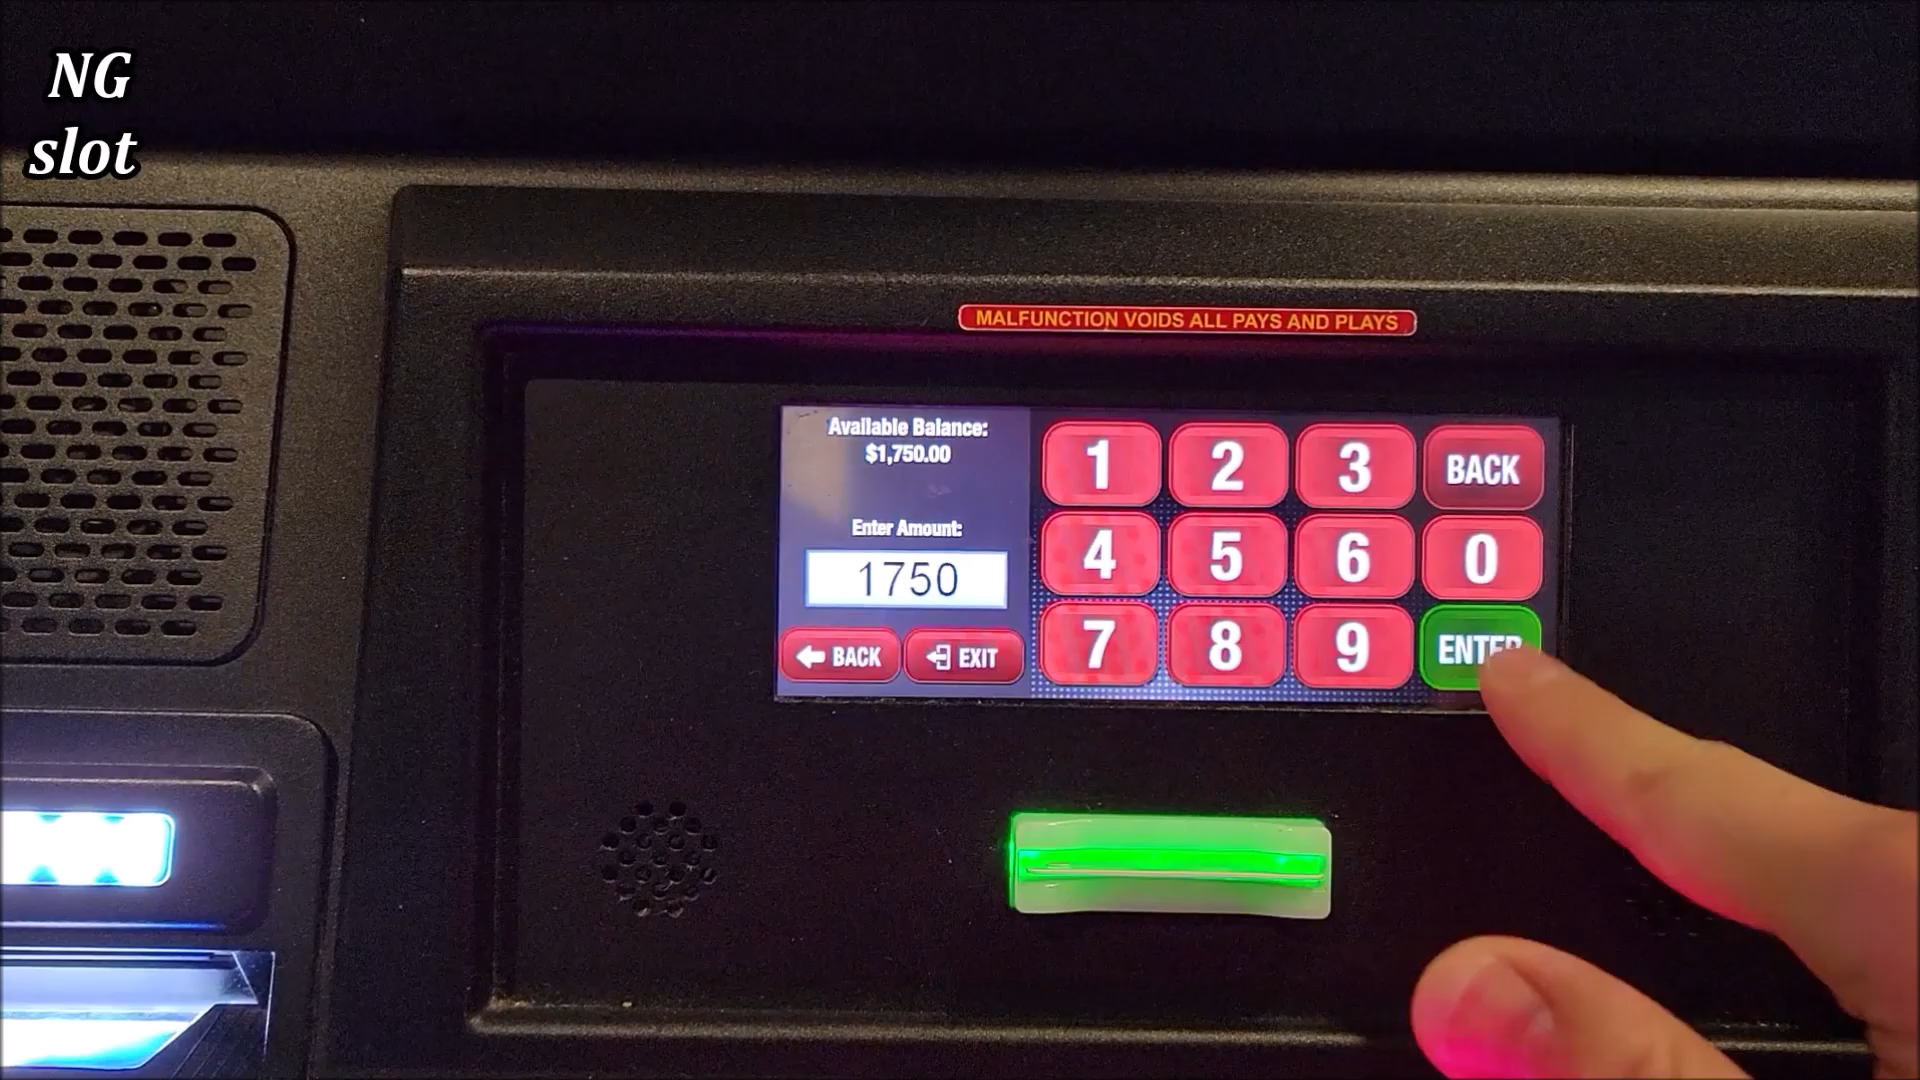 NG
slot
MALFUNCTION VOIDS ALL PAYS AND PLAYS
Available Balance:
$1,750.00
Enter Amount:
1750
BACK
EXIT
1
2
3
BACK
4
5
6
0
7
8
9
ENTER